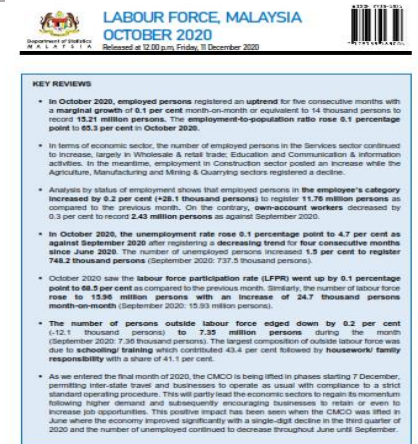 LABOUR FORCE, MALAYSIA
OCTOBER 2020
Department of Statistics
MALAYSIA
Released at 12.00 p.m, Friday, 11 December 2020
KEY REVIEWS
• In October 2020, employed persons registered an uptrend for five consecutive months with
a marginal growth of 0.1 per cent month-on-month or equivalent to 14 thousand persons to
record 15.21 million persons. The employment-to-population ratio rose 0.1 percentage
point to 65.3 per cent in October 2020.
• In terms of economic sector, the number of employed persons in the Services sector continued
to increase, largely in Wholesale & retail trade; Education and Communication & information
activities. In the meantime, employment in Construction sector posted an increase while the
Agriculture, Manufacturing and Mining & Quarrying sectors registered a decline.
• Analysis by status of employment shows that employed persons in the employee's category
increased by 0.2 per cent (+28.1 thousand persons) to register 11.76 million persons as
compared to the previous month. On the contrary, own-account workers decreased by
0.3 per cent to record 2.43 million persons as against September 2020.
• In October 2020, the unemployment rate rose 0.1 percentage point to 4.7 per cent as
against September 2020 after registering a decreasing trend for four consecutive months
since June 2020. The number of unemployed persons increased 1.5 per cent to register
748.2 thousand persons (September 2020: 737.5 thousand persons).
• October 2020 saw the labour force participation rate (LFPR) went up by 0.1 percentage
point to 68.5 per cent as compared to the previous month. Similarly, the number of labour force
rose to 15.96 million persons with an increase of 24.7 thousand persons
month-on-month (September 2020: 15.93 million persons).
• The number of persons outside labour force edged down by 0.2 per cent
(-12.1 thousand persons) to 7.35 million persons during the month
(September 2020: 7.36 thousand persons). The largest composition of outside labour force was
due to schooling/ training which contributed 43.4 per cent followed by housework/ family
responsibility with a share of 41.1 per cent.
• As we entered the final month of 2020, the CMCO is being lifted in phases starting 7 December,
permitting inter-state travel and businesses to operate as usual with compliance to a strict
standard operating procedure. This will partly lead the economic sectors to regain its momentum
following higher demand and subsequently encouraging businesses to retain or even to
increase job opportunities. This positive impact has been seen when the CMCO was lifted in
June where the economy improved significantly with a single-digit decline in the third quarter of
2020 and the number of unemployed continued to decrease throughout June until September.